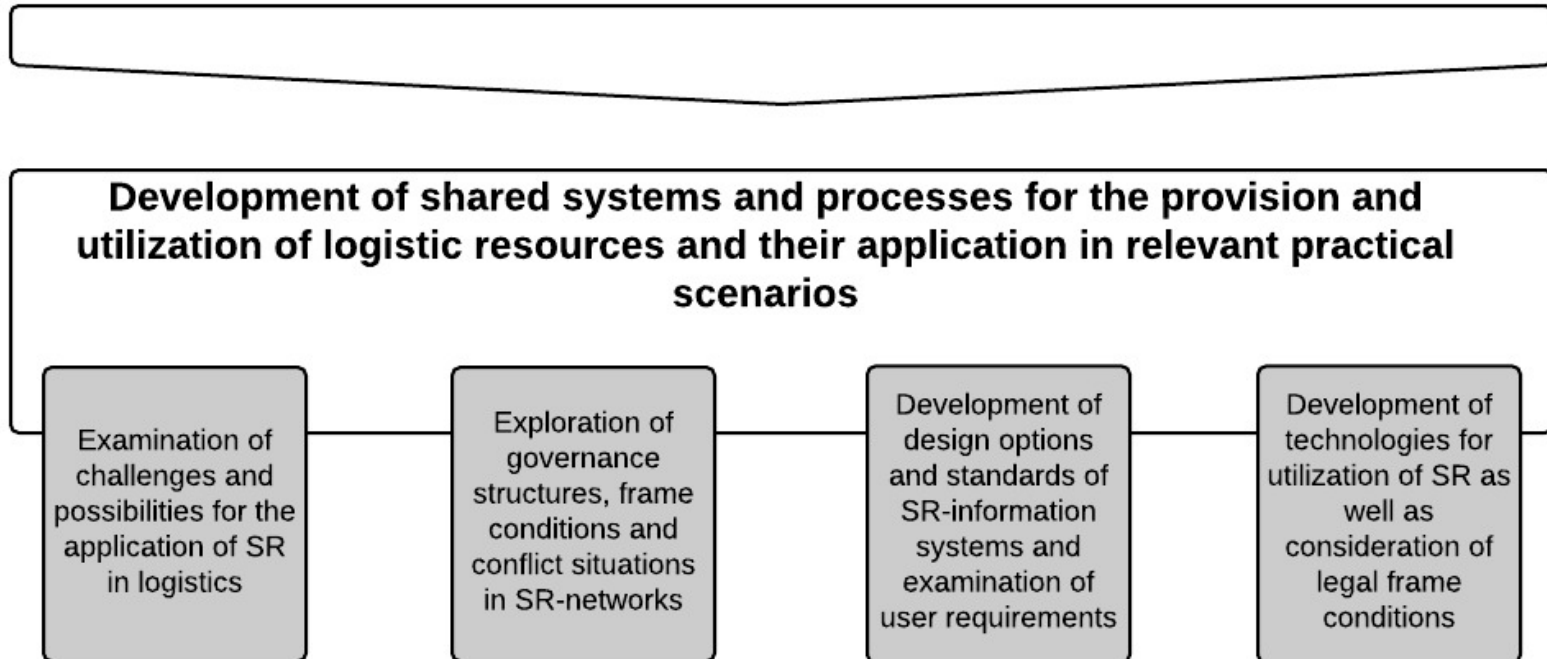 Development of shared systems and processes for the provision and
utilization of logistic resources and their application in relevant practical
scenarios
Examination of
challenges and
possibilities for the
application of SR
in logistics
Exploration of
governance
structures, frame
conditions and
conflict situations
in SR-networks
Development of
design options
and standards of
SR-information
systems and
examination of
user requirements
Development of
technologies for
utilization of SR as
well as
consideration of
legal frame
conditions